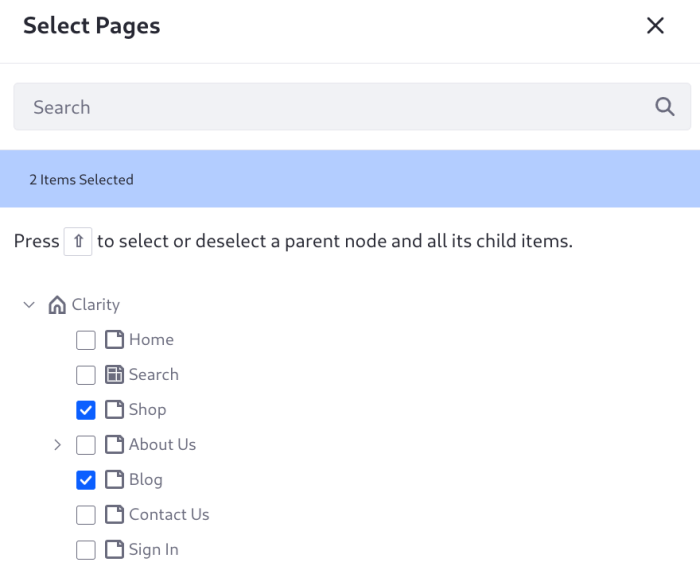 Select Pages
Search
2 Items Selected
Press ⇧ to select or deselect a parent node and all its child items.
Clarity
Home
Search
Shop
About Us
Blog
Contact Us
Sign In